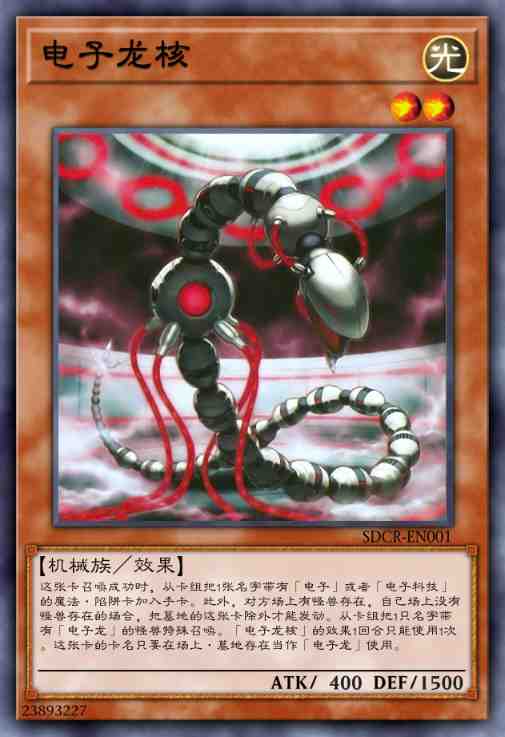 电子龙核
光
SDCR-EN001
【机械族／效果】
这张卡召唤成功时，从卡组把1张名字带有「电子」或者「电子科技」
的魔法·陷阱卡加入手卡。此外，对方场上有怪兽存在，自己场上没有
怪兽存在的场合，把墓地的这张卡除外才能发动。从卡组把1只名字带
有「电子龙」的怪兽特殊召唤。「电子龙核」的效果1回合只能使用1次
。这张卡的卡名只要在场上·墓地存在当作「电子龙」使用。
ATK/ 400 DEF/1500
23893227